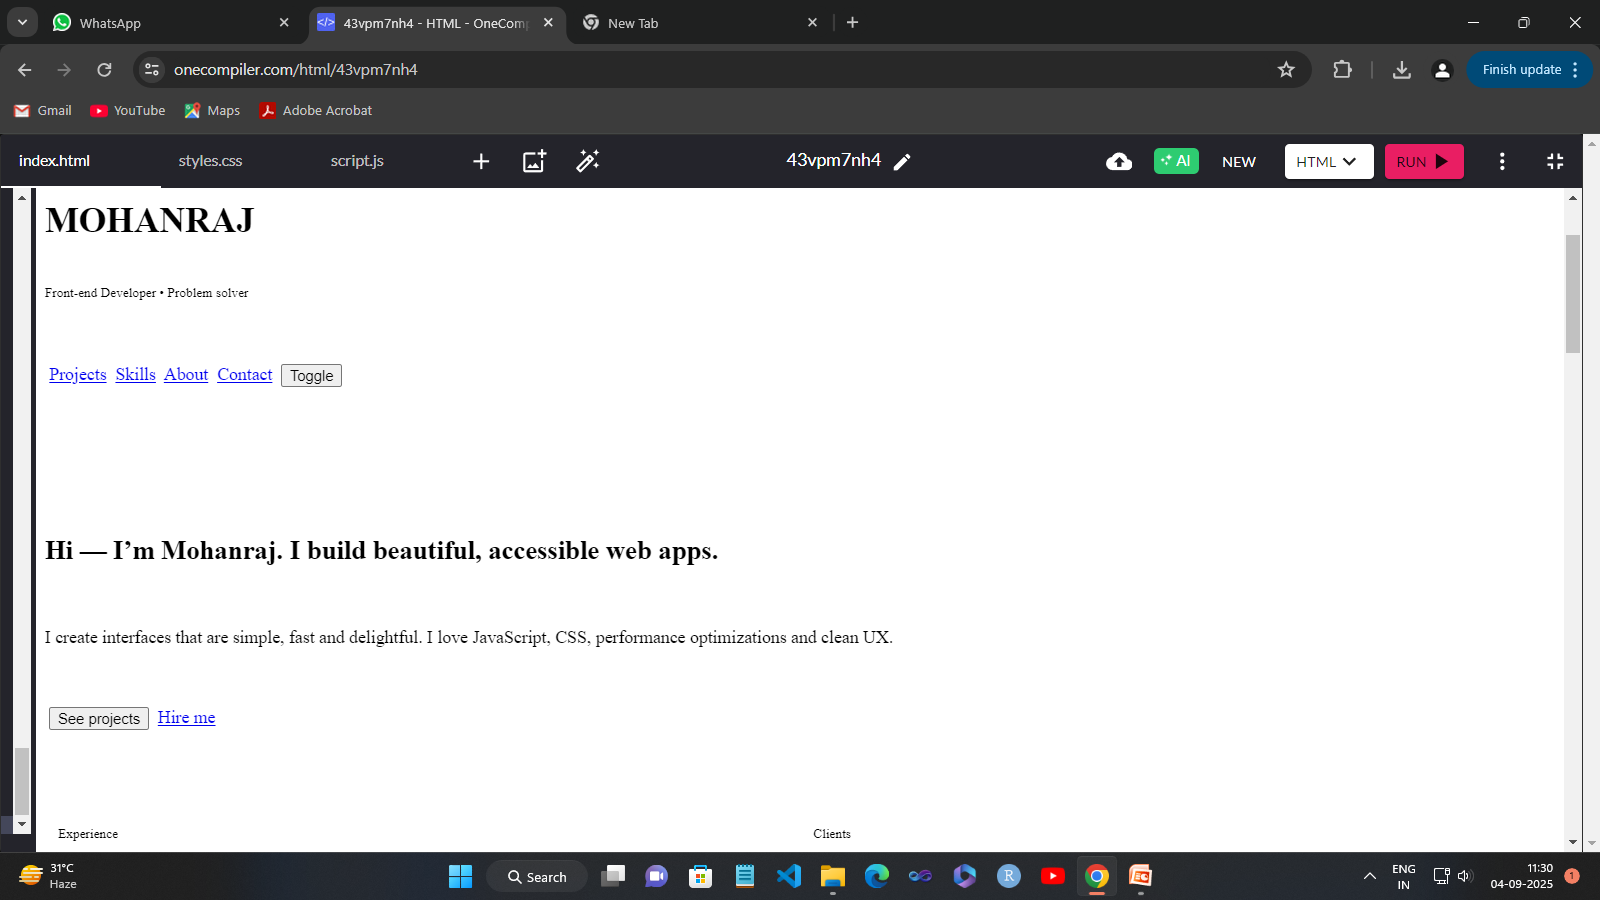 WhatsApp
43vpm7nh4 - HTML - OneComp
New Tab
onecompiler.com/html/43vpm7nh4
Finish update
Gmail
YouTube
Maps
Adobe Acrobat
index.html
styles.css
script.js
43vpm7nh4
AI
NEW
HTML
RUN
MOHANRAJ
Front-end Developer • Problem solver
Projects Skills About Contact Toggle
Hi — I’m Mohanraj. I build beautiful, accessible web apps.
I create interfaces that are simple, fast and delightful. I love JavaScript, CSS, performance optimizations and clean UX.
See projects Hire me
Experience
Clients
31°C
Haze
Search
R
ENG
IN
11:30
04-09-2025
1